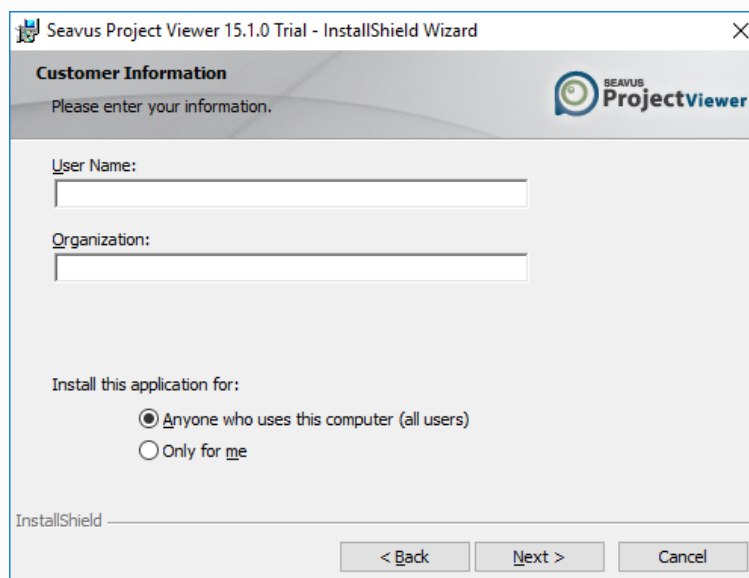 Seavus Project Viewer 15.1.0 Trial - InstallShield Wizard
Customer Information
Please enter your information.
SEAVUS
ProjectViewer
User Name:
Organization:
Install this application for:
Anyone who uses this computer (all users)
Only for me
InstallShield
< Back
Next >
Cancel